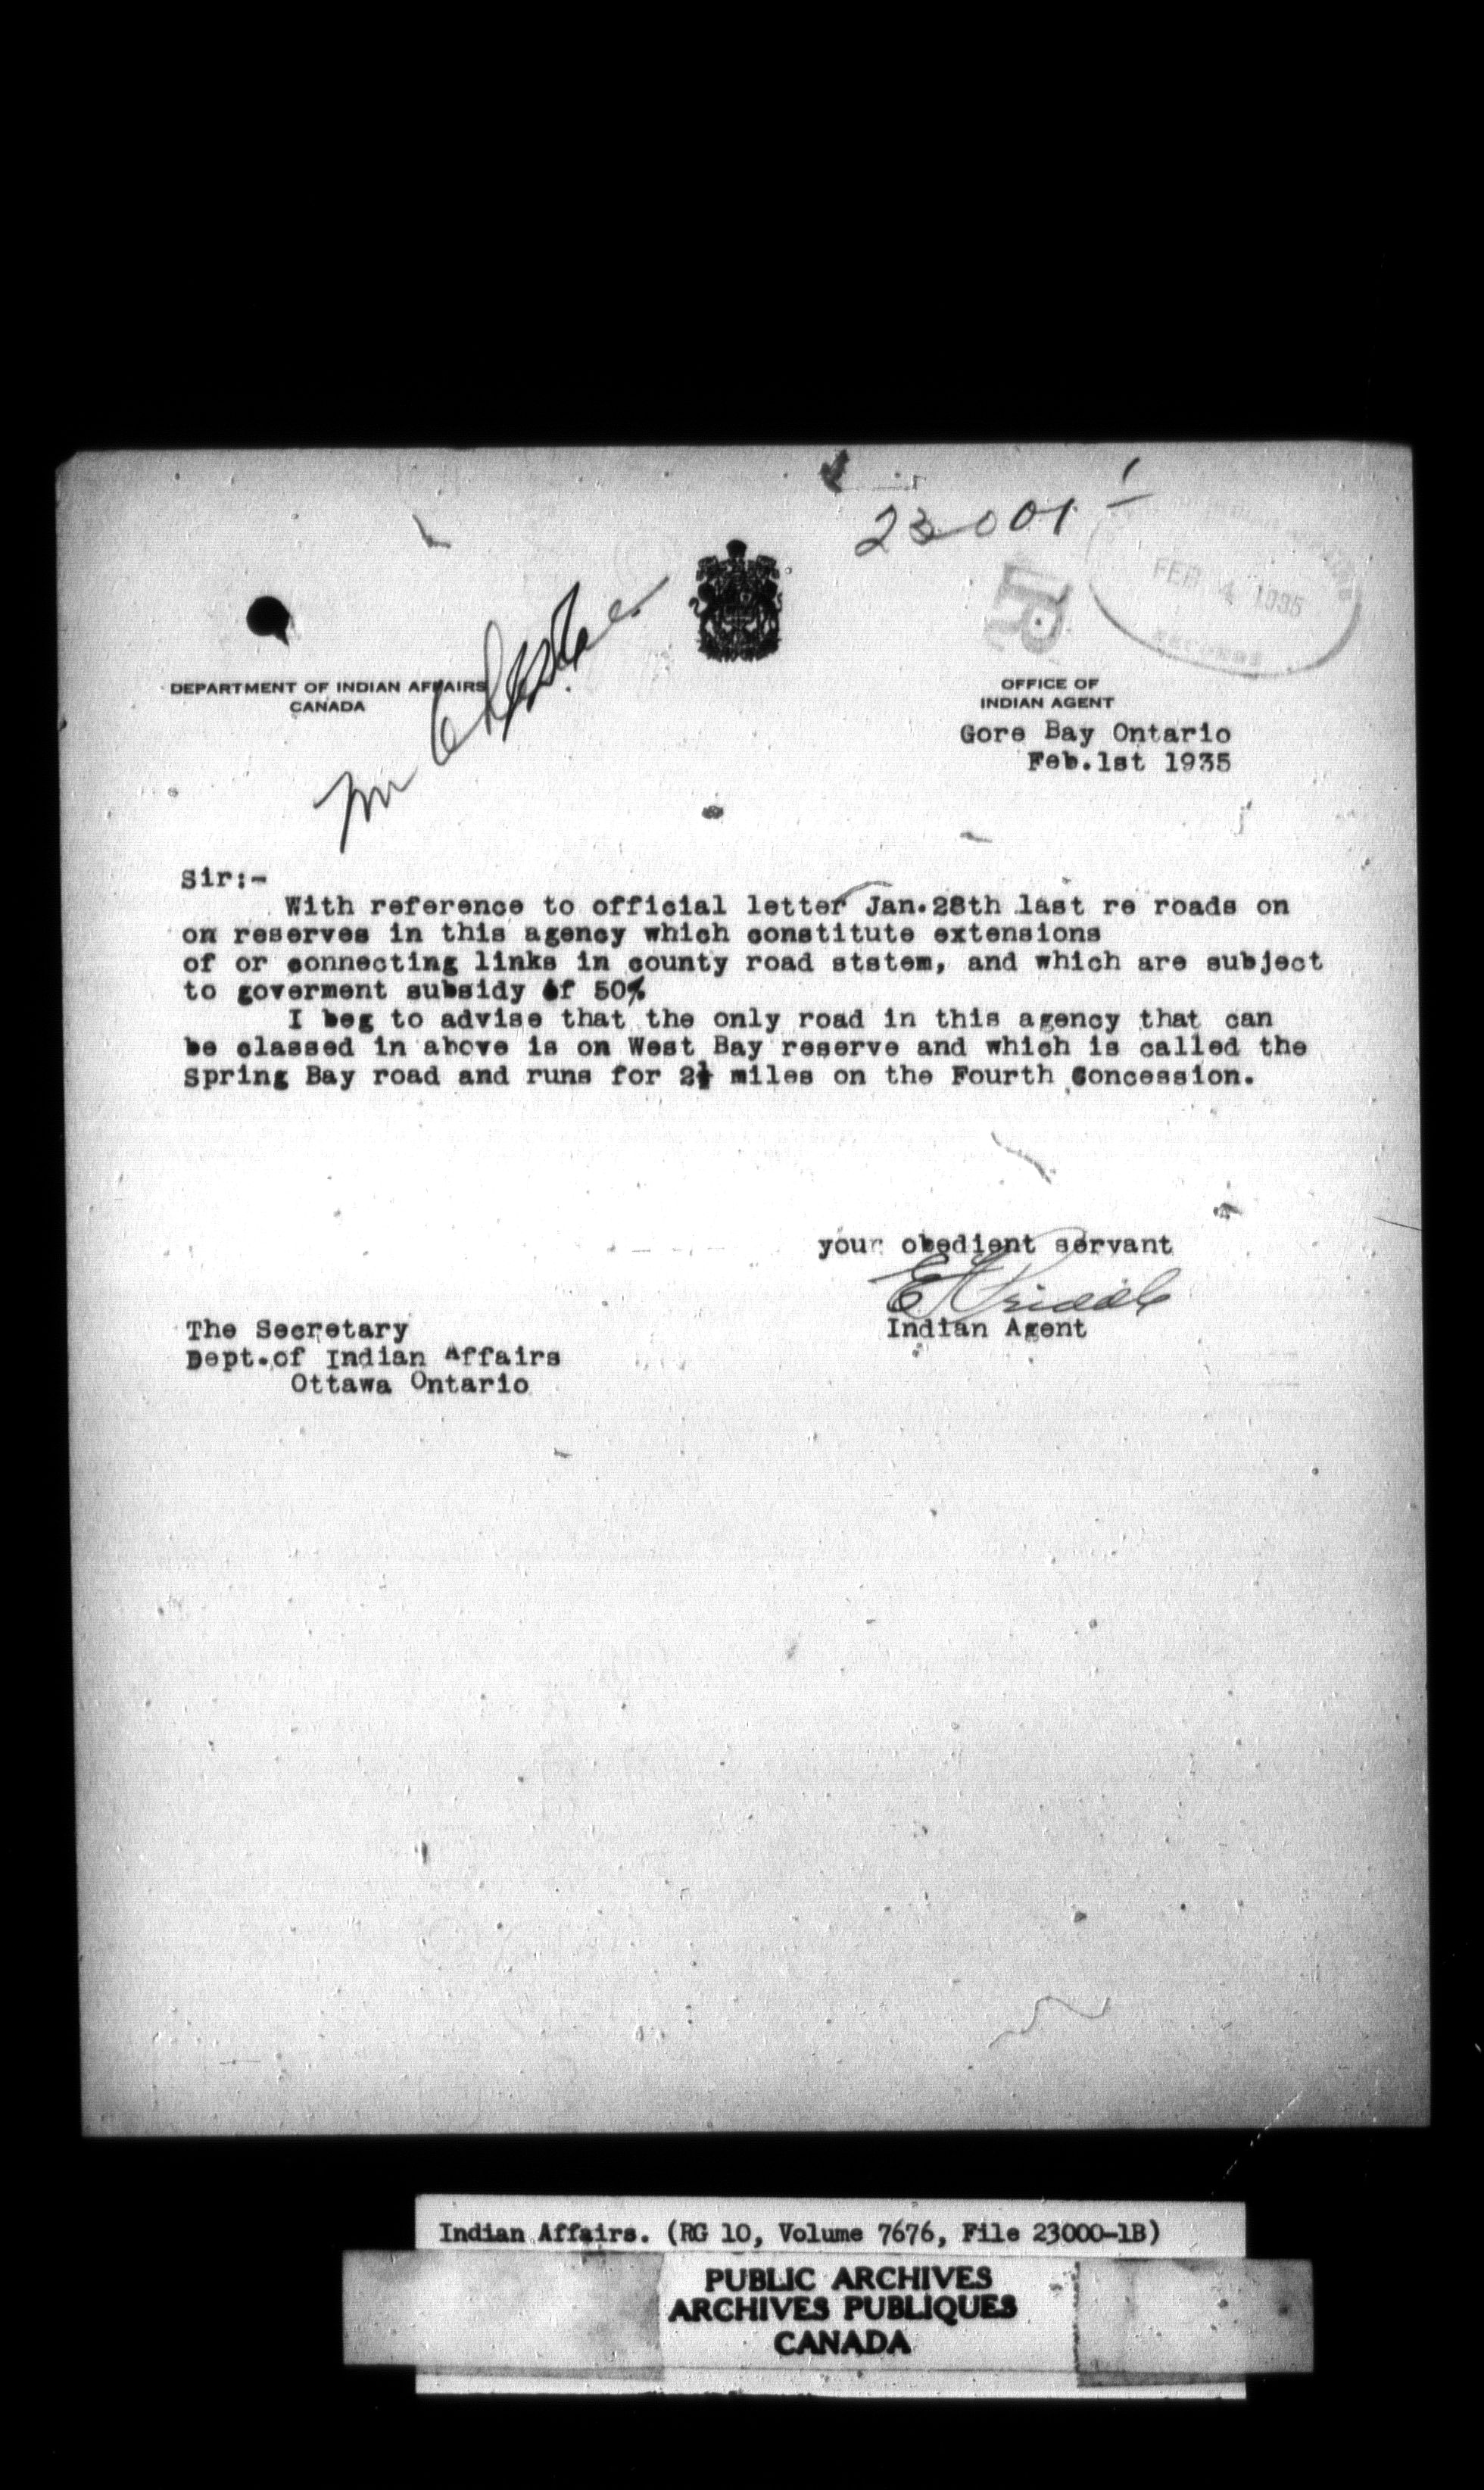 23001
FEB 4 1935
RECORDS
DEPARTMENT OF INDIAN AFFAIRS
CANADA
OFFICE OF
INDIAN AGENT
Gore Bay Ontario
Feb.1st 1935
Sir:-
With reference to official letter Jan.28th last re roads on
on reserves in this agency which constitute extensions
of or connecting links in county road ststem, and which are subject
to goverment subsidy of 50%
I beg to advise that the only road in this agency that can
be classed in above is on West Bay reserve and which is called the
Spring Bay road and runs for 2½ miles on the Fourth Concession.
your obedient servant
Indian Agent
The Secretary
Dept.of Indian Affairs
Ottawa Ontario
Indian Affairs. (RG 10, Volume 7676, File 23000-1B)
PUBLIC ARCHIVES
ARCHIVES PUBLIQUES
CANADA